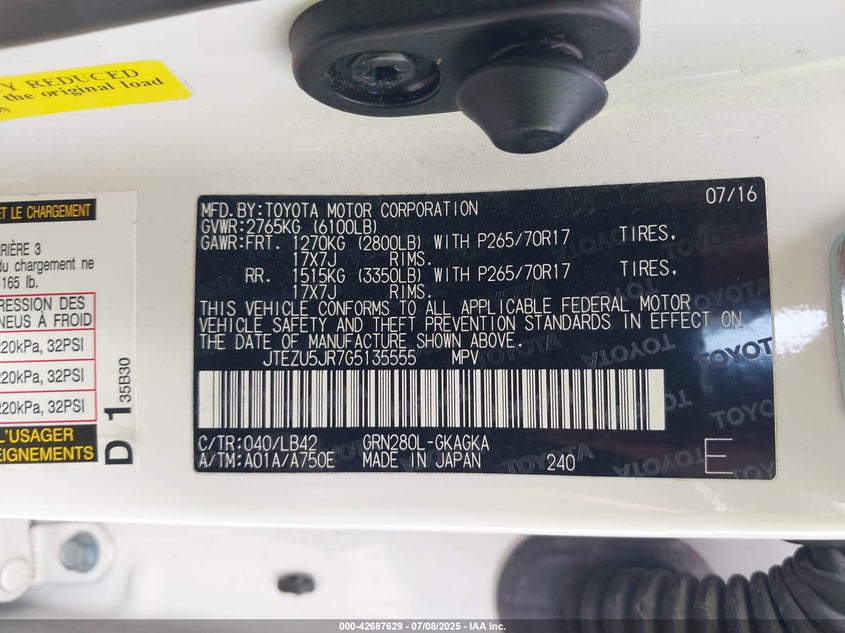 Y REDUCED
the original load
ET LE CHARGEMENT
RIÈRE 3
du chargement ne
165 lb.
RESSION DES
NEUS À FROID
220kPa, 32PSI
220kPa, 32PSI
220kPa, 32PSI
L'USAGER
EIGNEMENTS
D 1 35B30
07/16
MFD.BY:TOYOTA MOTOR CORPORATION
GVWR:2765KG (6100LB)
GAWR:FRT. 1270KG (2800LB) WITH P265/70R17 TIRES,
17X7J RIMS.
RR. 1515KG (3350LB) WITH P265/70R17 TIRES,
17X7J RIMS.
THIS VEHICLE CONFORMS TO ALL APPLICABLE FEDERAL MOTOR
VEHICLE SAFETY AND THEFT PREVENTION STANDARDS IN EFFECT ON
THE DATE OF MANUFACTURE SHOWN ABOVE.
JTEZU5JR7G5135555 MPV
C/TR:040/LB42 GRN280L-GKAGKA
A/TM:A01A/A750E MADE IN JAPAN 240 E
TOYOTA
000-42687629 - 07/08/2025 - IAA Inc.